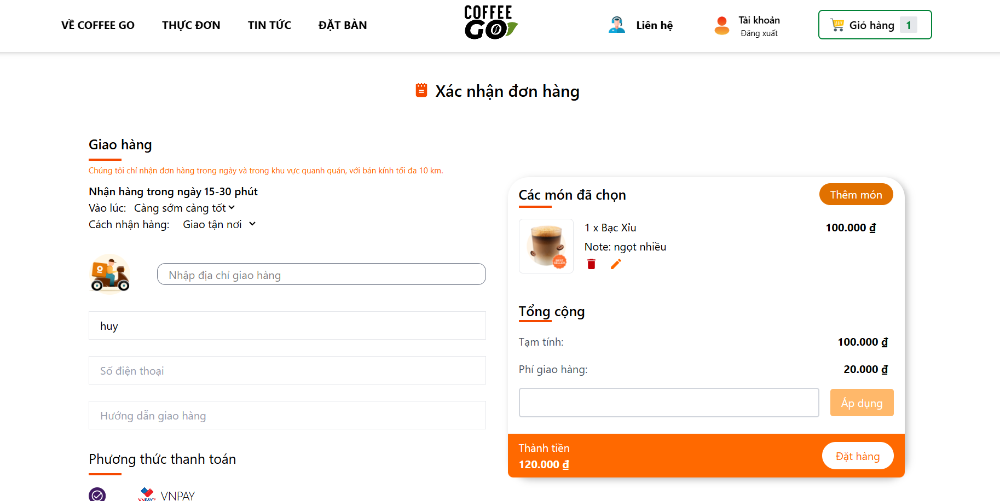 VỀ COFFEE GO
THỰC ĐƠN
TIN TỨC
ĐẶT BÀN
COFFEE
GO
Liên hệ
Tài khoản
Đăng xuất
Giỏ hàng 1
Xác nhận đơn hàng
Giao hàng
Chúng tôi chỉ nhận đơn hàng trong ngày và trong khu vực quanh quán, với bán kính tối đa 10 km.
Nhận hàng trong ngày 15-30 phút
Vào lúc: Càng sớm càng tốt
Cách nhận hàng: Giao tận nơi
Nhập địa chỉ giao hàng
huy
Số điện thoại
Hướng dẫn giao hàng
Phương thức thanh toán
VNPAY
VNPAY
Các món đã chọn
Thêm món
1 x Bạc Xỉu
100.000 ₫
Note: ngọt nhiều
SELLER
Tổng cộng
Tạm tính:
100.000 ₫
Phí giao hàng:
20.000 ₫
Áp dụng
Thành tiền
120.000 ₫
Đặt hàng